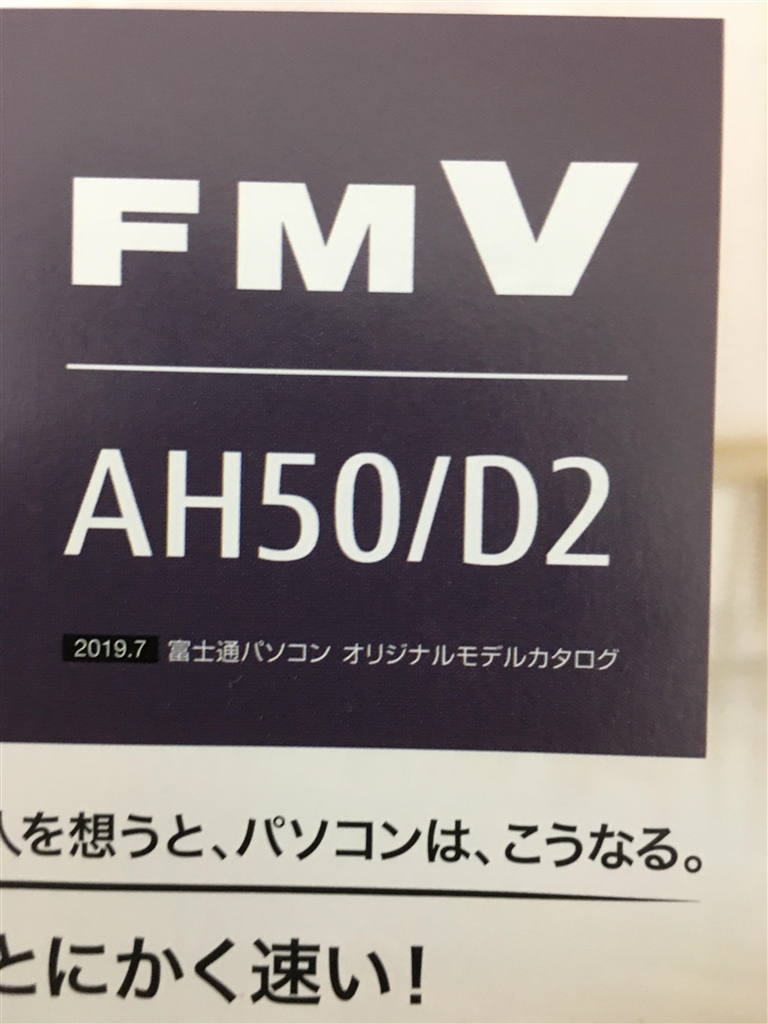 FMV
AH50/D2
2019.7 富士通パソコン オリジナルモデルカタログ
人を想うと、パソコンは、こうなる。
とにかく速い!